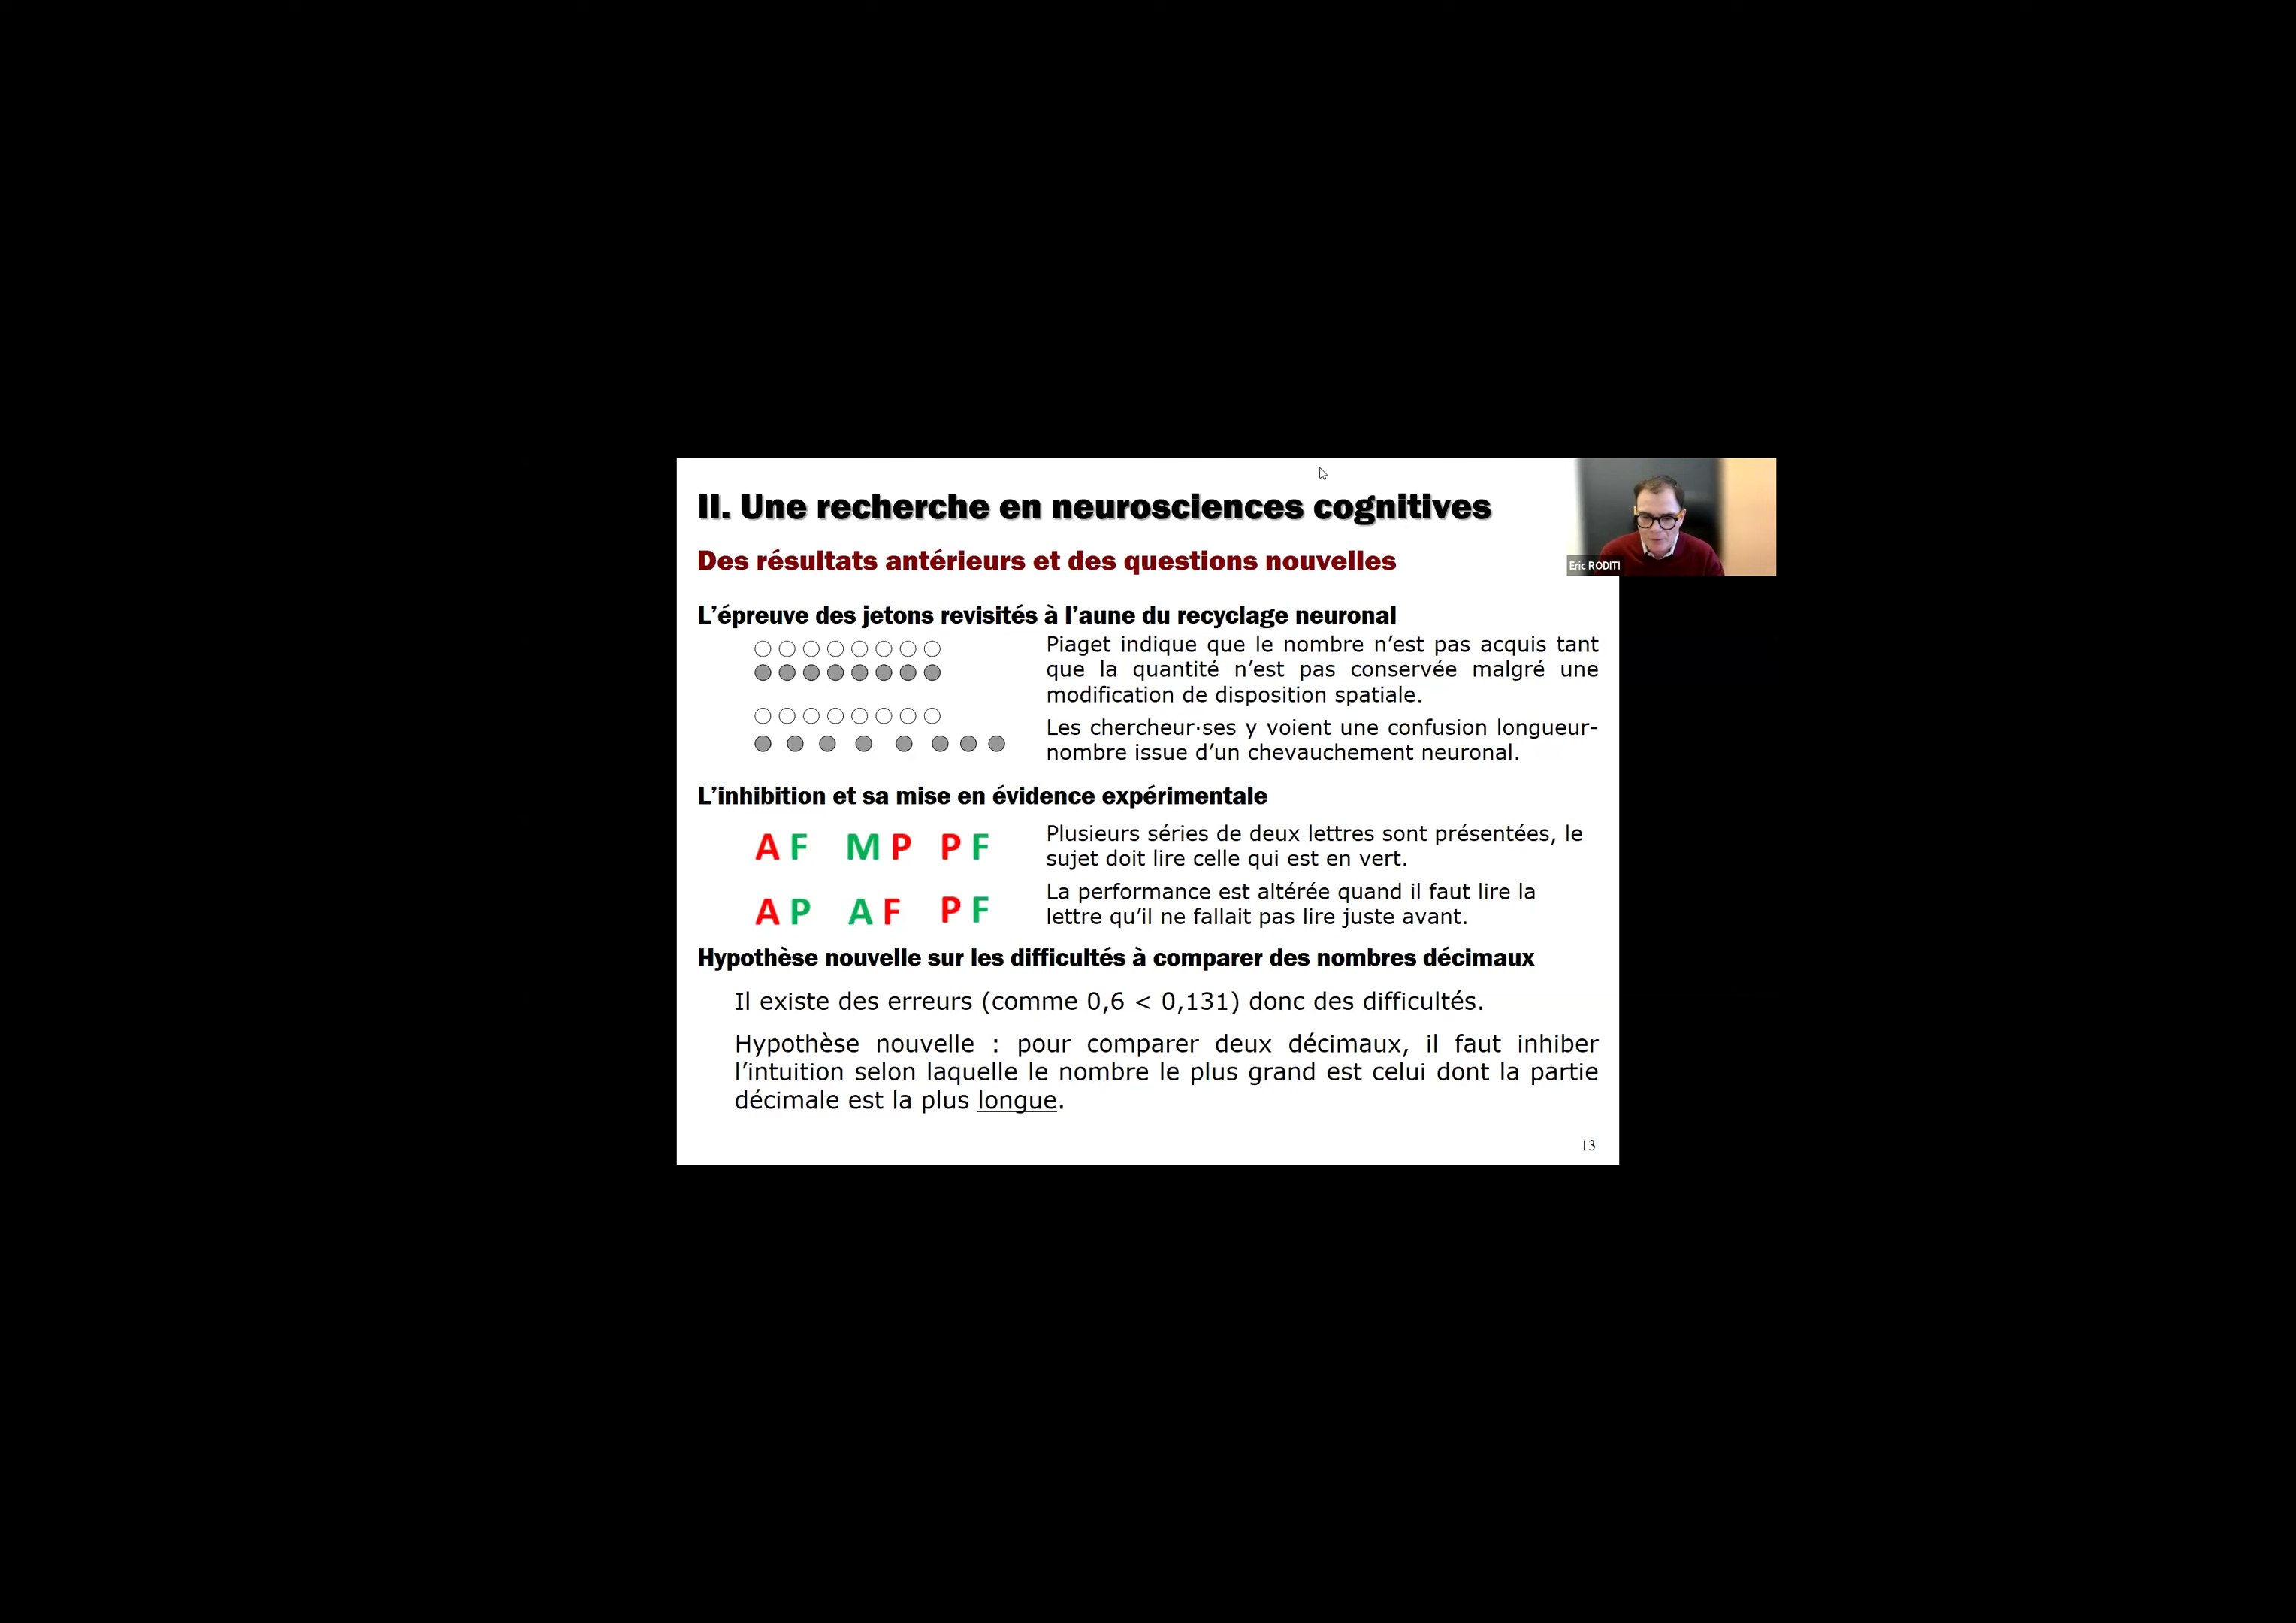 II. Une recherche en neurosciences cognitives
Des résultats antérieurs et des questions nouvelles
Eric RODITI
L'épreuve des jetons revisités à l'aune du recyclage neuronal
Piaget indique que le nombre n'est pas acquis tant
que la quantité n'est pas conservée malgré une
modification de disposition spatiale.
Les chercheur·ses y voient une confusion longueur-
nombre issue d'un chevauchement neuronal.
L'inhibition et sa mise en évidence expérimentale
A F M P P F
Plusieurs séries de deux lettres sont présentées, le
sujet doit lire celle qui est en vert.
A P A F P F
La performance est altérée quand il faut lire la
lettre qu'il ne fallait pas lire juste avant.
Hypothèse nouvelle sur les difficultés à comparer des nombres décimaux
Il existe des erreurs (comme 0,6 < 0,131) donc des difficultés.
Hypothèse nouvelle : pour comparer deux décimaux, il faut inhiber
l'intuition selon laquelle le nombre le plus grand est celui dont la partie
décimale est la plus longue.
13